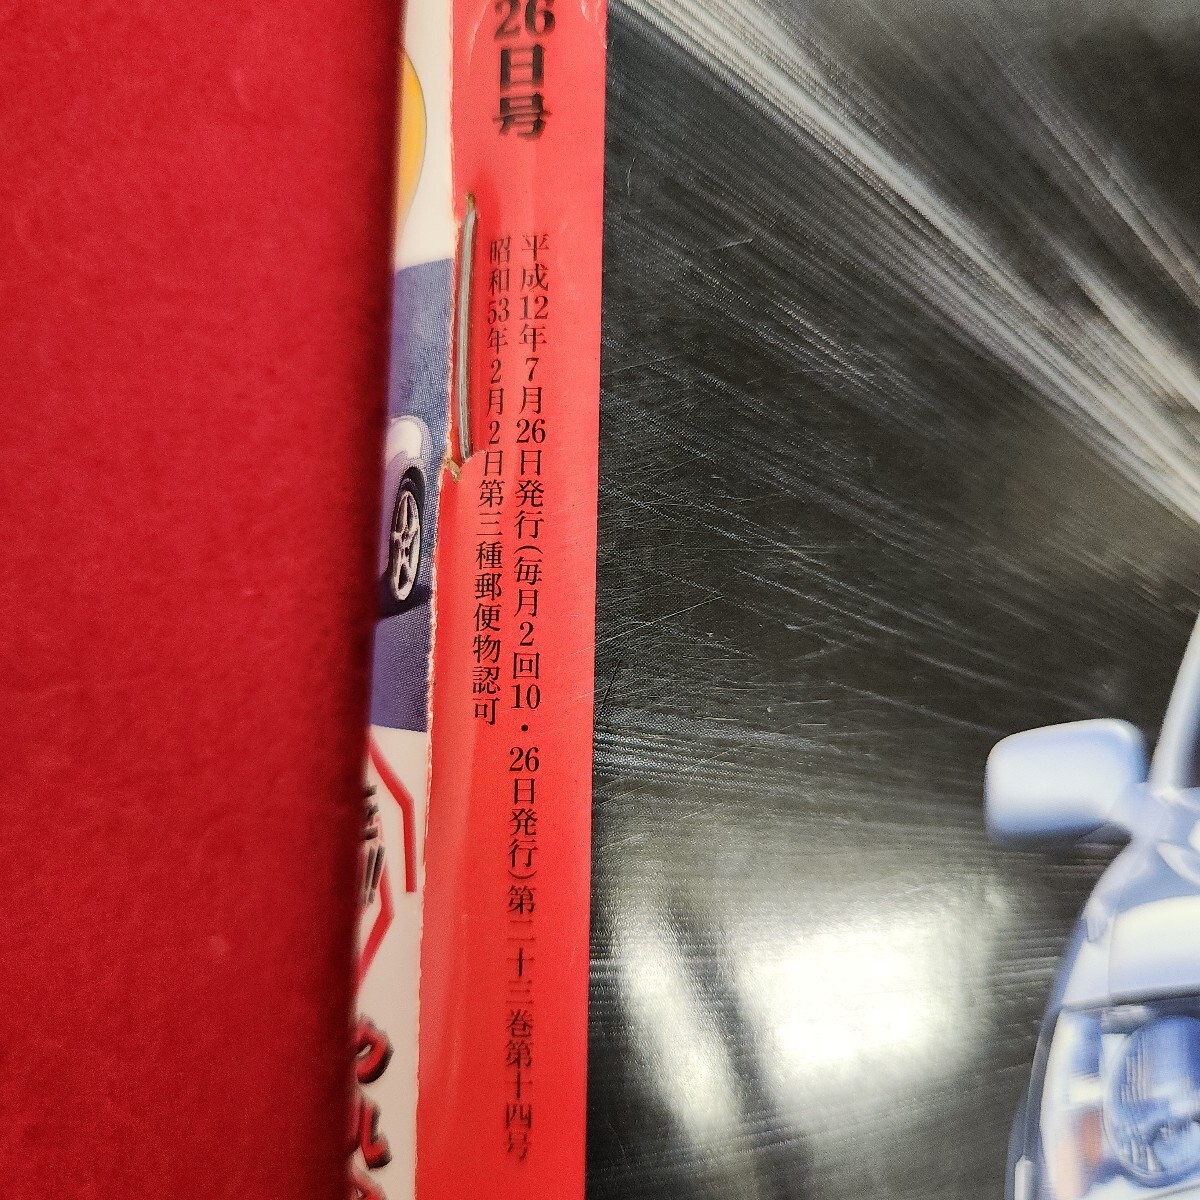 26日号
平成12年7月26日発行(毎月2回10・26日発行)第二十三巻第十四号
昭和53年2月2日第三種郵便物認可
!!